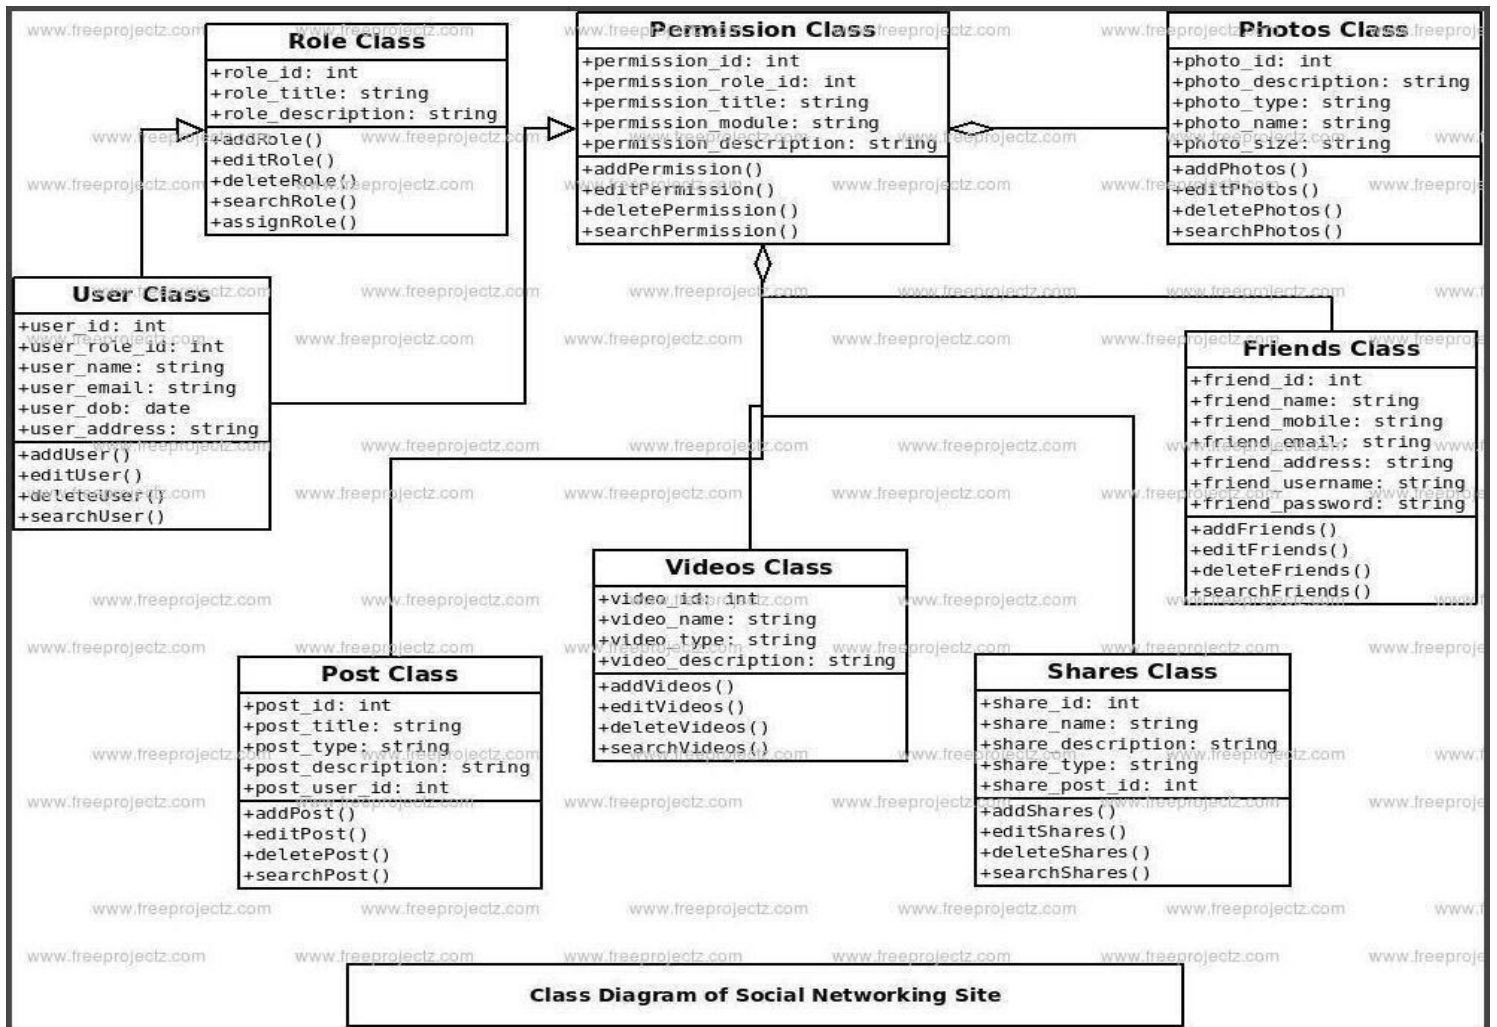 Role Class
+role_id: int
+role_title: string
+role_description: string
+addRole()
+editRole()
+deleteRole()
+searchRole()
+assignRole()
Permission Class
+permission_id: int
+permission_role_id: int
+permission_title: string
+permission_module: string
+permission_description: string
+addPermission()
+editPermission()
+deletePermission()
+searchPermission()
Photos Class
+photo_id: int
+photo_description: string
+photo_type: string
+photo_name: string
+photo_size: string
+addPhotos()
+editPhotos()
+deletePhotos()
+searchPhotos()
User Class
+user_id: int
+user_role_id: int
+user_name: string
+user_email: string
+user_dob: date
+user_address: string
+addUser()
+editUser()
+deleteUser()
+searchUser()
Friends Class
+friend_id: int
+friend_name: string
+friend_mobile: string
+friend_email: string
+friend_address: string
+friend_username: string
+friend_password: string
+addFriends()
+editFriends()
+deleteFriends()
+searchFriends()
Videos Class
+video_id: int
+video_name: string
+video_type: string
+video_description: string
+addVideos()
+editVideos()
+deleteVideos()
+searchVideos()
Post Class
+post_id: int
+post_title: string
+post_type: string
+post_description: string
+post_user_id: int
+addPost()
+editPost()
+deletePost()
+searchPost()
Shares Class
+share_id: int
+share_name: string
+share_description: string
+share_type: string
+share_post_id: int
+addShares()
+editShares()
+deleteShares()
+searchShares()
Class Diagram of Social Networking Site
www.freeprojectz.com